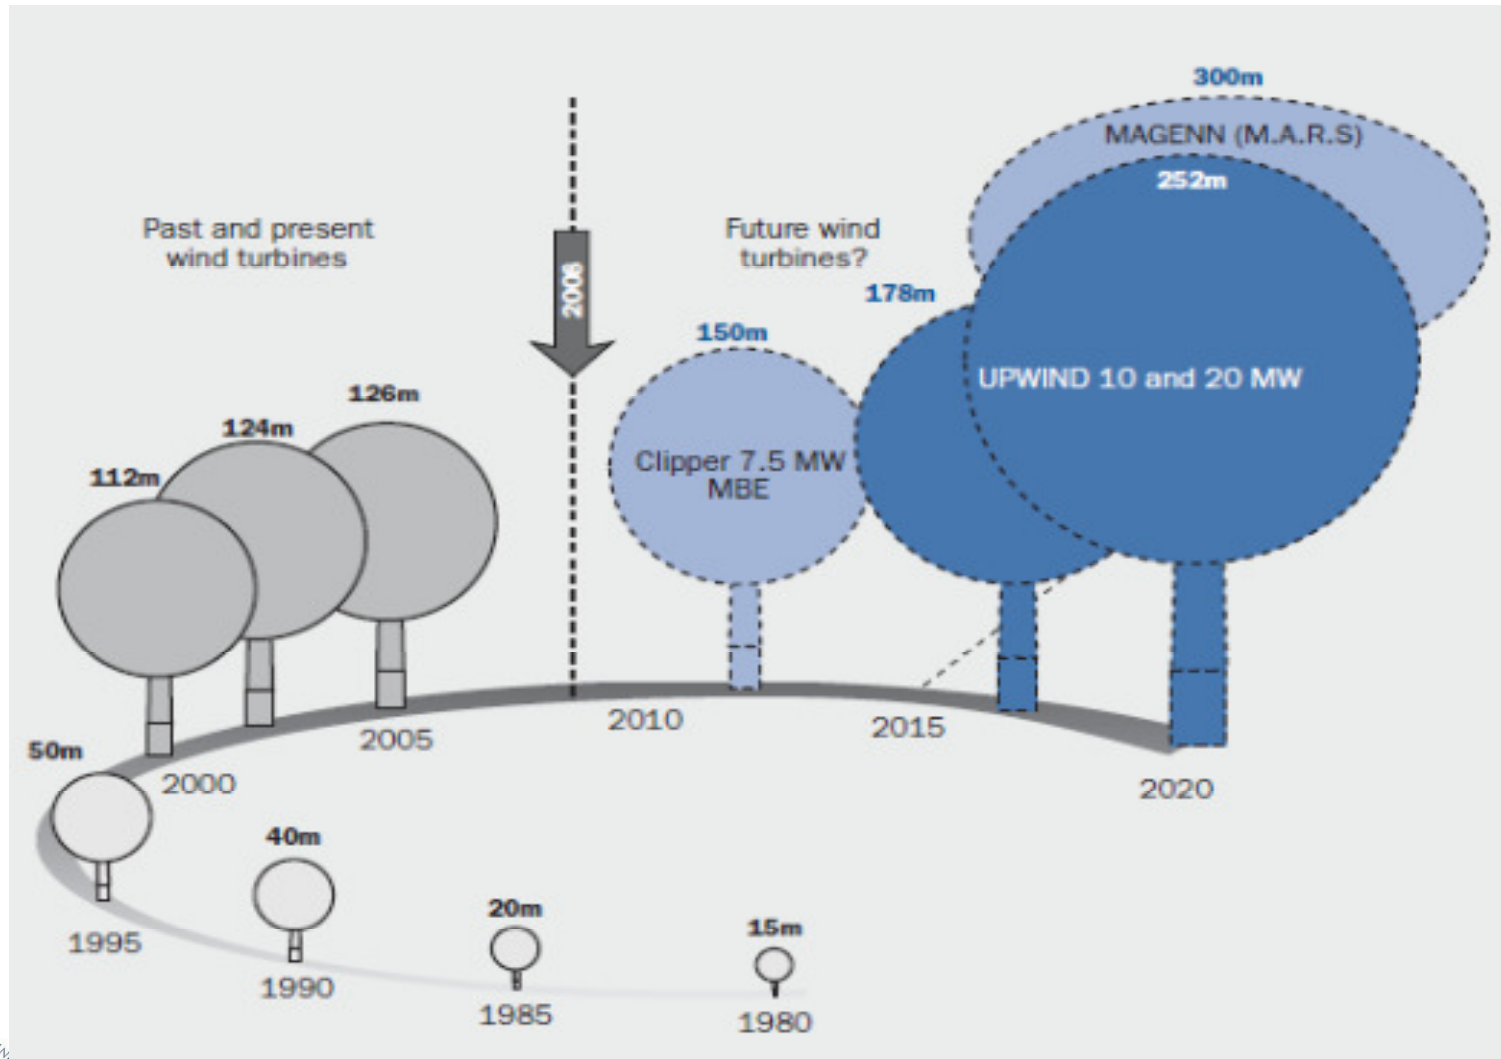 300m
MAGENN (M.A.R.S)
252m
Past and present
wind turbines
Future wind
turbines?
2008
178m
150m
UPWIND 10 and 20 MW
126m
124m
112m
Clipper 7.5 MW
MBE
2010
2015
2005
2000
2020
50m
40m
20m
15m
1995
1990
1985
1980